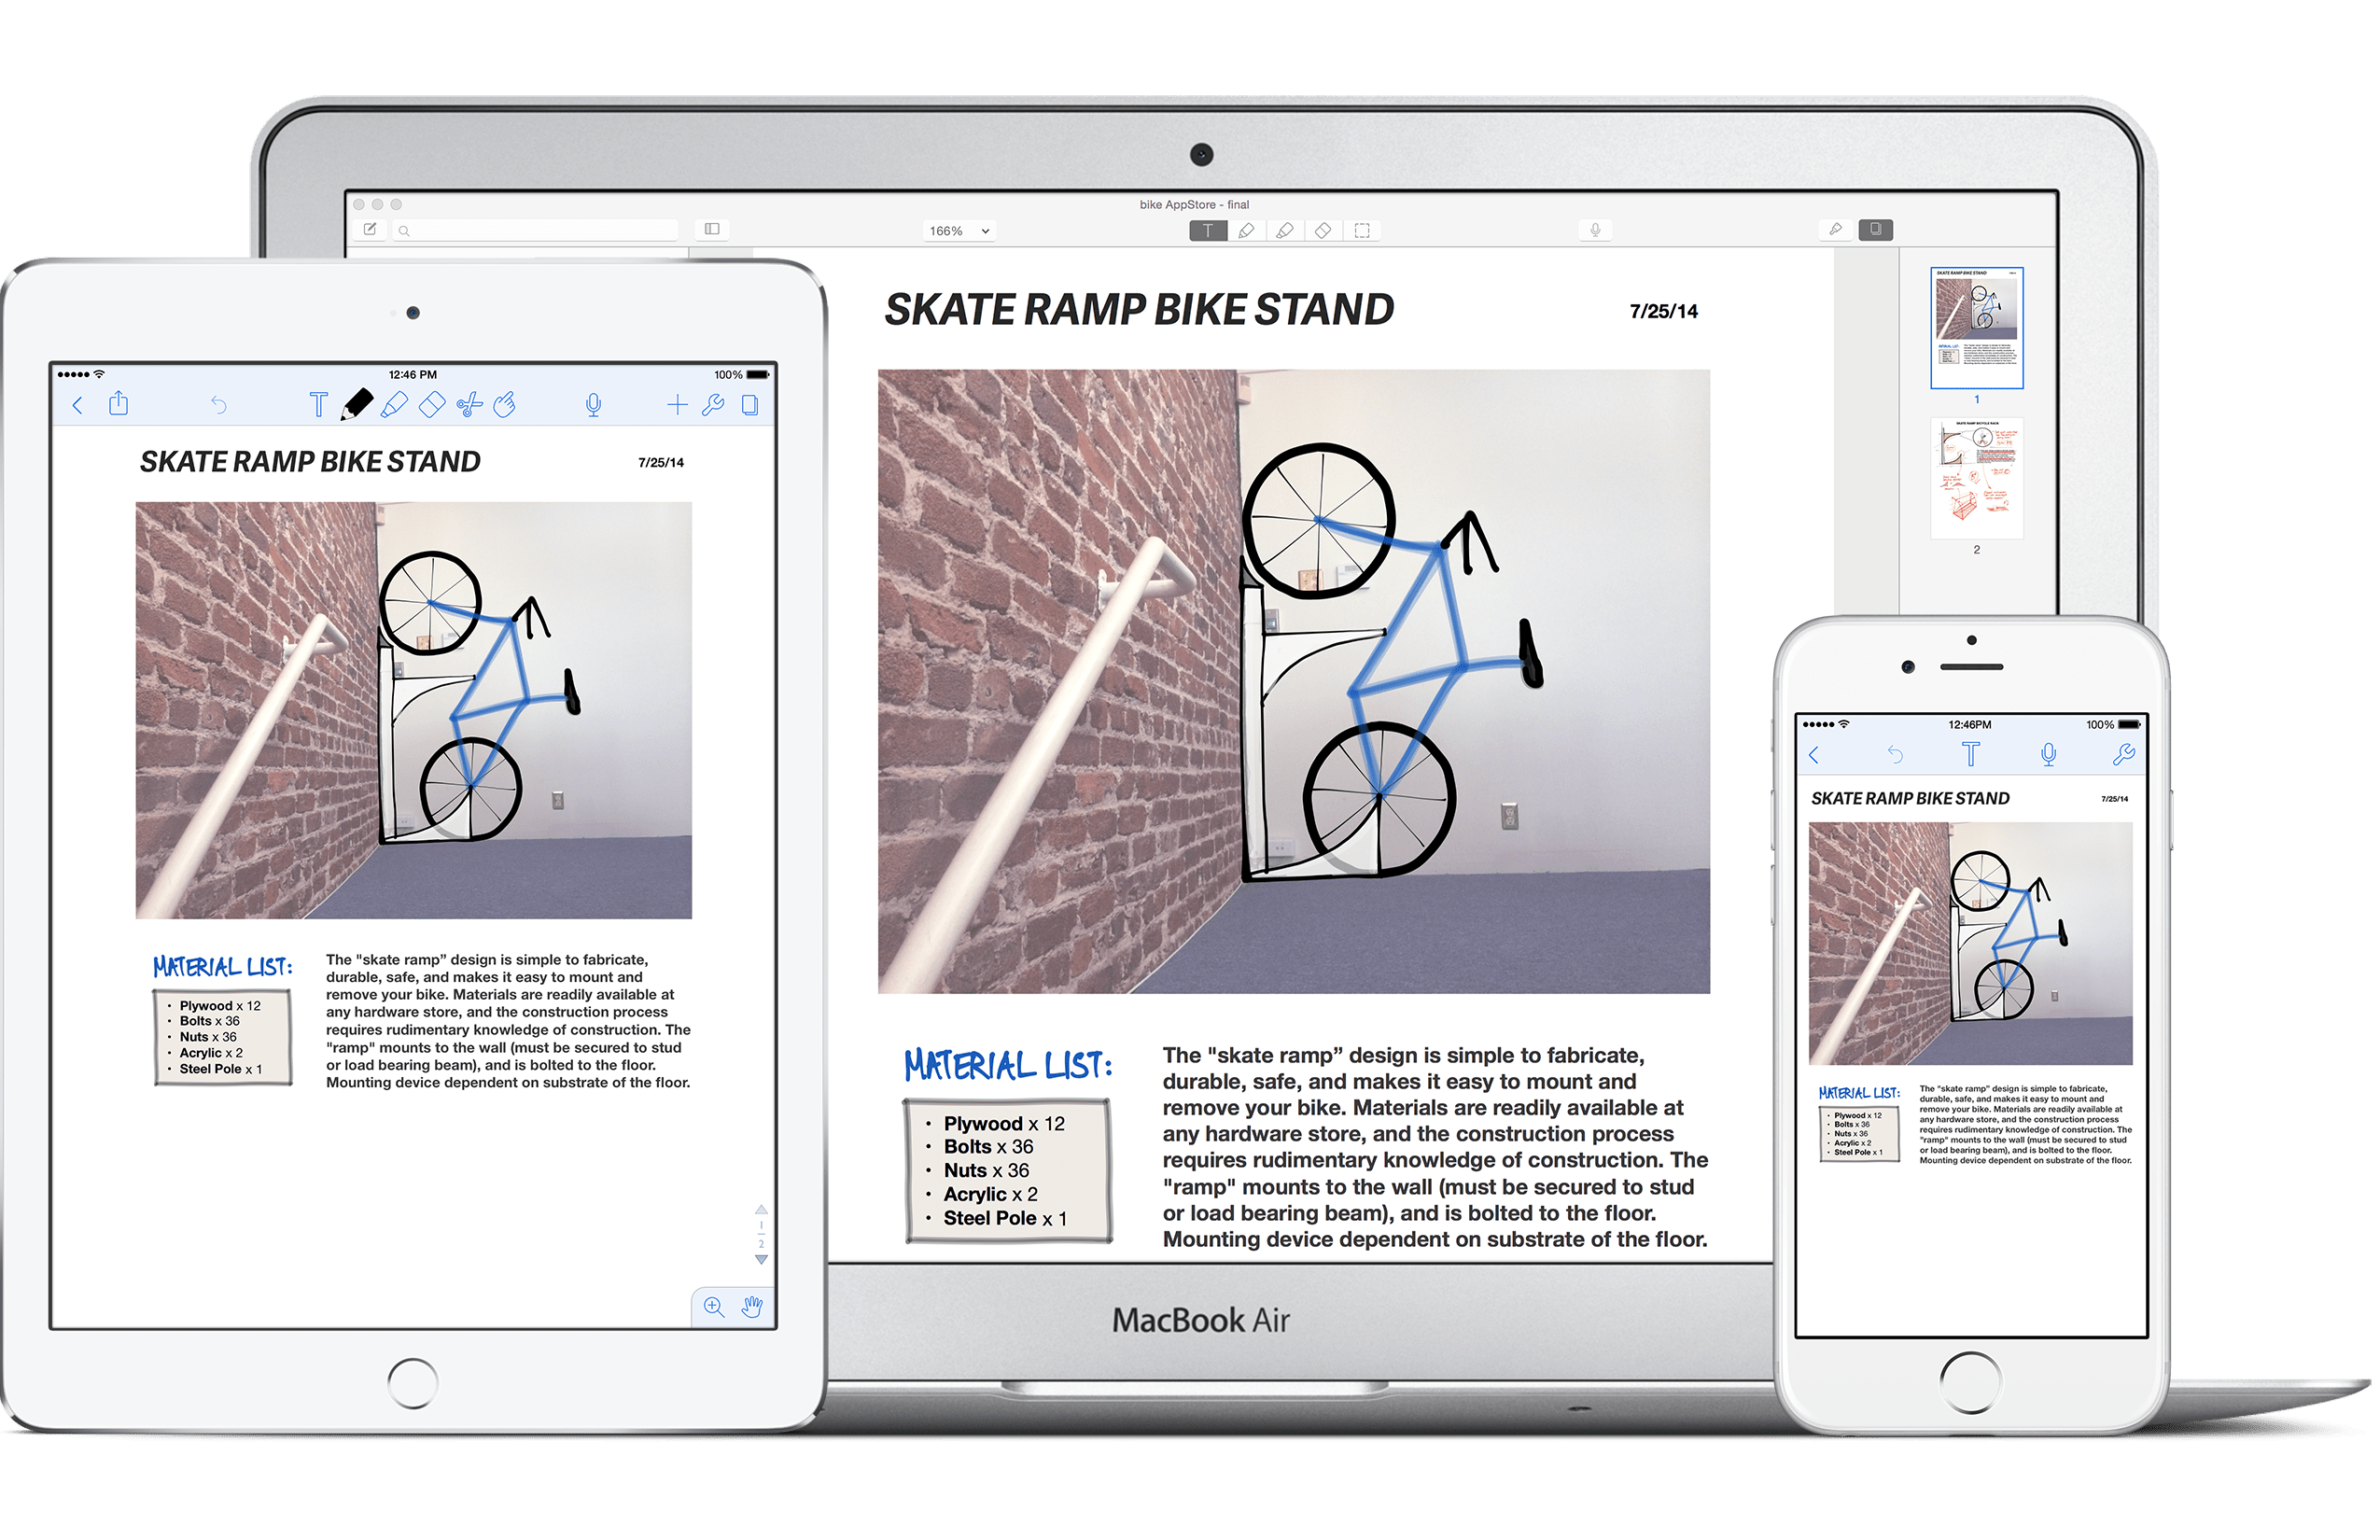 bike AppStore - final
166%
SKATE RAMP BIKE STAND
7/25/14
MATERIAL LIST:
• Plywood x 12
• Bolts x 36
• Nuts x 36
• Acrylic x 2
• Steel Pole x 1
The "skate ramp” design is simple to fabricate,
durable, safe, and makes it easy to mount and
remove your bike. Materials are readily available at
any hardware store, and the construction process
requires rudimentary knowledge of construction. The
"ramp" mounts to the wall (must be secured to stud
or load bearing beam), and is bolted to the floor.
Mounting device dependent on substrate of the floor.
SKATE RAMP BIKE STAND
MATERIAL LIST:
1
SKATE RAMP BICYCLE RACK
2
MacBook Air
12:46 PM
100%
T
SKATE RAMP BIKE STAND
7/25/14
MATERIAL LIST:
• Plywood x 12
• Bolts x 36
• Nuts x 36
• Acrylic x 2
• Steel Pole x 1
The "skate ramp” design is simple to fabricate,
durable, safe, and makes it easy to mount and
remove your bike. Materials are readily available at
any hardware store, and the construction process
requires rudimentary knowledge of construction. The
"ramp" mounts to the wall (must be secured to stud
or load bearing beam), and is bolted to the floor.
Mounting device dependent on substrate of the floor.
1
2
12:46PM
100%
T
SKATE RAMP BIKE STAND
7/25/14
MATERIAL LIST:
• Plywood x 12
• Bolts x 36
• Nuts x 36
• Acrylic x 2
• Steel Pole x 1
The "skate ramp” design is simple to fabricate,
durable, safe, and makes it easy to mount and
remove your bike. Materials are readily available at
any hardware store, and the construction process
requires rudimentary knowledge of construction. The
"ramp" mounts to the wall (must be secured to stud
or load bearing beam), and is bolted to the floor.
Mounting device dependent on substrate of the floor.